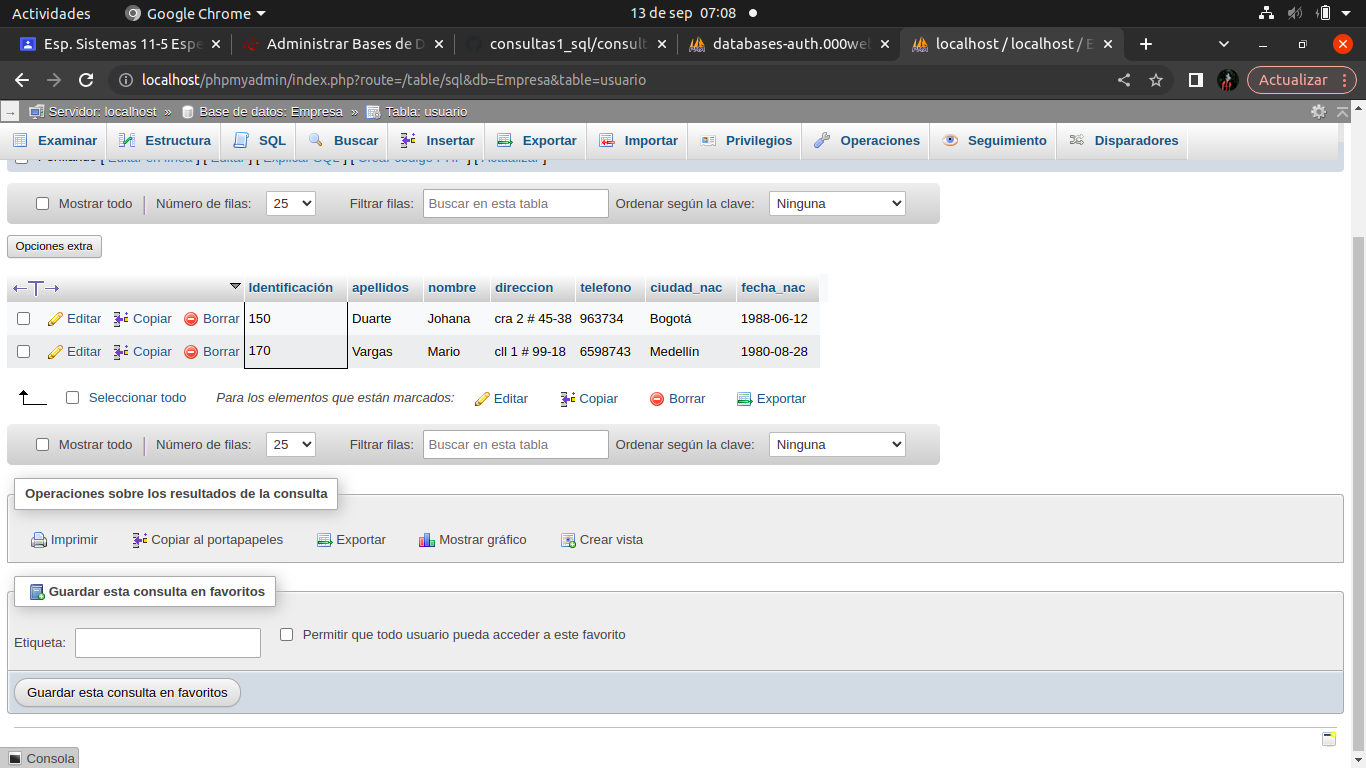 Actividades Google Chrome 13 de sep 07:08
Esp. Sistemas 11-5 Espe Administrar Bases de D consultas1_sql/consult databases-auth.000wel localhost / localhost / E
localhost/phpmyadmin/index.php?route=/table/sql&db=Empresa&table=usuario Actualizar
Servidor: localhost » Base de datos: Empresa » Tabla: usuario
Examinar Estructura SQL Buscar Insertar Exportar Importar Privilegios Operaciones Seguimiento Disparadores
Perfilando [ Editar en línea ] [ Editar ] [ Explicar SQL ] [ Crear código PHP ] [ Actualizar ]
Mostrar todo Número de filas: 25 Filtrar filas: Buscar en esta tabla Ordenar según la clave: Ninguna
Opciones extra
Identificación apellidos nombre direccion telefono ciudad_nac fecha_nac
Editar Copiar Borrar 150 Duarte Johana cra 2 # 45-38 963734 Bogotá 1988-06-12
Editar Copiar Borrar 170 Vargas Mario cll 1 # 99-18 6598743 Medellín 1980-08-28
Seleccionar todo Para los elementos que están marcados: Editar Copiar Borrar Exportar
Mostrar todo Número de filas: 25 Filtrar filas: Buscar en esta tabla Ordenar según la clave: Ninguna
Operaciones sobre los resultados de la consulta
Imprimir Copiar al portapapeles Exportar Mostrar gráfico Crear vista
Guardar esta consulta en favoritos
Etiqueta: Permitir que todo usuario pueda acceder a este favorito
Guardar esta consulta en favoritos
Consola